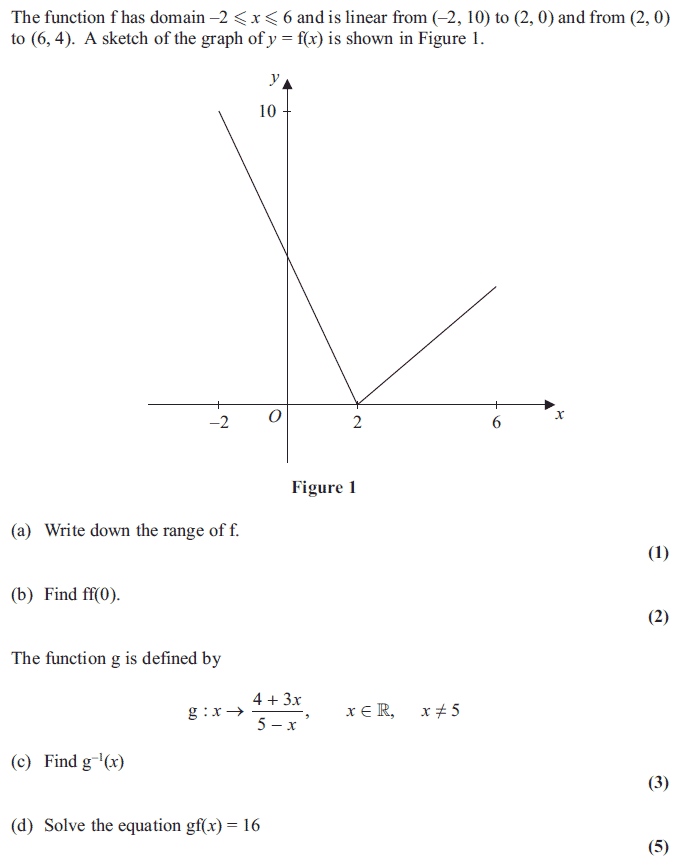 The function f has domain –2 ⩽ x ⩽ 6 and is linear from (–2, 10) to (2, 0) and from (2, 0)
to (6, 4). A sketch of the graph of y = f(x) is shown in Figure 1.
y
10
–2
O
2
6
x
Figure 1
(a) Write down the range of f.
(1)
(b) Find ff(0).
(2)
The function g is defined by
g : x → (4 + 3x)/(5 – x), x ∈ ℝ, x ≠ 5
(c) Find g⁻¹(x)
(3)
(d) Solve the equation gf(x) = 16
(5)